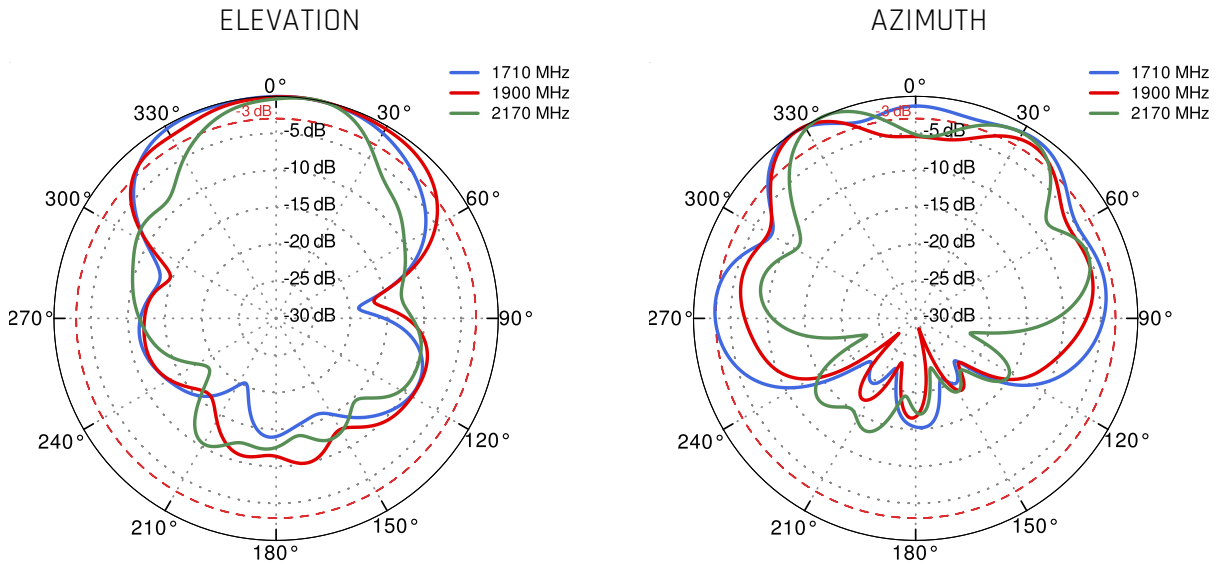 ELEVATION
1710 MHz
1900 MHz
2170 MHz
0°
330°
30°
-3 dB
-5 dB
-10 dB
300°
60°
-15 dB
-20 dB
-25 dB
-30 dB
270°
90°
240°
120°
210°
150°
180°
AZIMUTH
1710 MHz
1900 MHz
2170 MHz
0°
330°
30°
-3 dB
-5 dB
-10 dB
300°
60°
-15 dB
-20 dB
-25 dB
-30 dB
270°
90°
240°
120°
210°
150°
180°